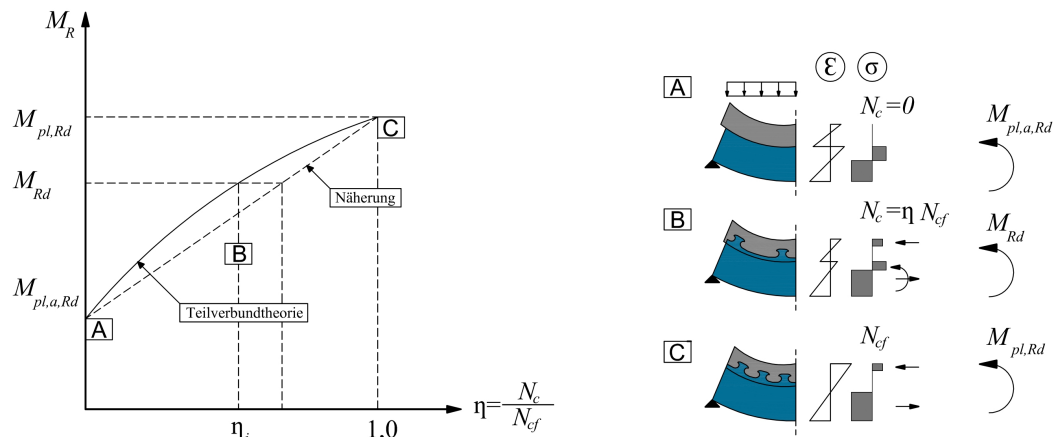 M_R
M_pl,Rd
C
M_Rd
Näherung
B
M_pl,a,Rd
Teilverbundtheorie
A
η_i
1,0
η=N_c/N_cf
ε σ
A
N_c=0
M_pl,a,Rd
B
N_c=η N_cf
M_Rd
C
N_cf
M_pl,Rd